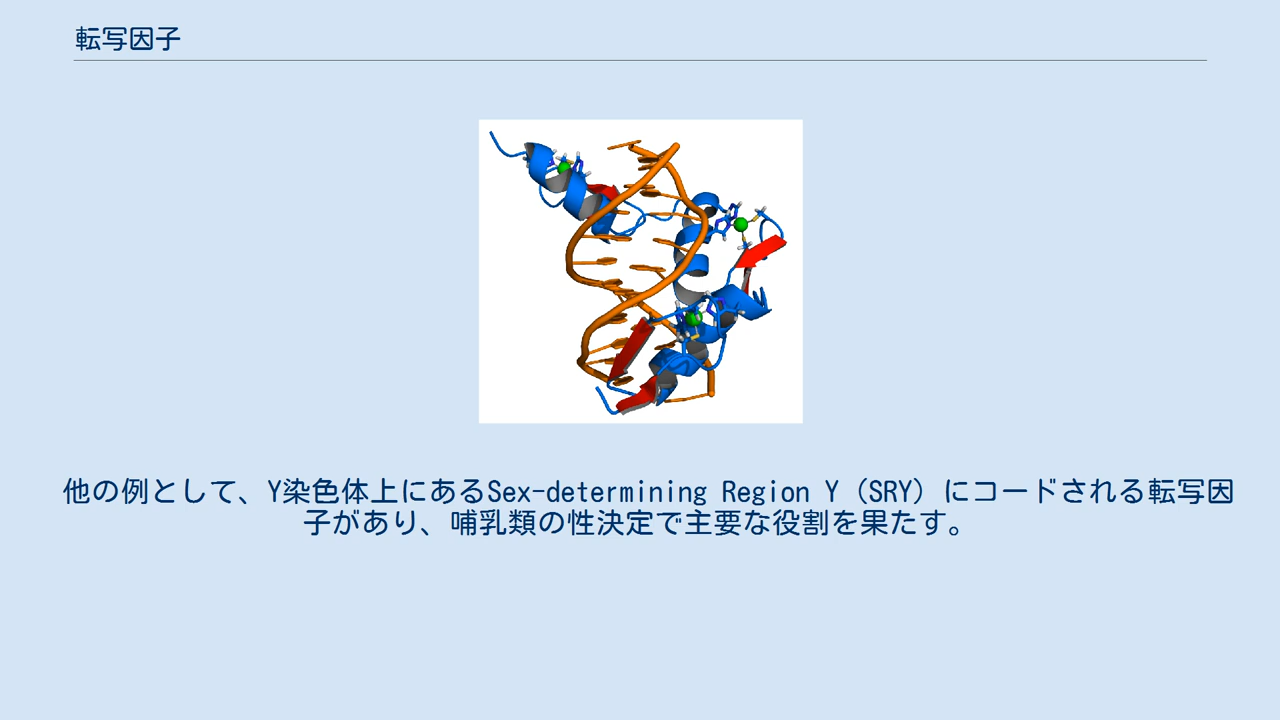 転写因子
他の例として、Y染色体上にあるSex-determining Region Y（SRY）にコードされる転写因
子があり、哺乳類の性決定で主要な役割を果たす。